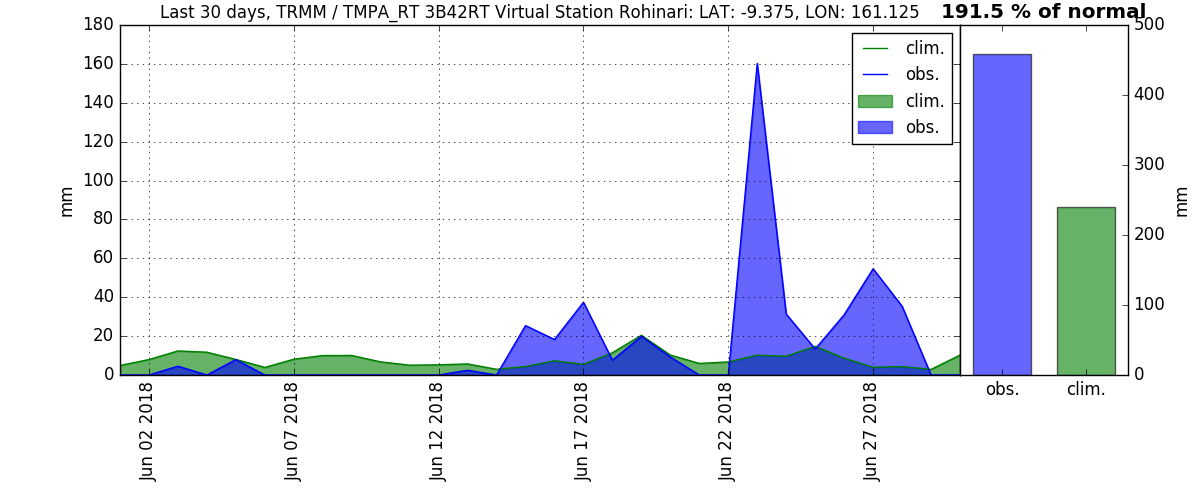 Last 30 days, TRMM / TMPA_RT 3B42RT Virtual Station Rohinari: LAT: -9.375, LON: 161.125
191.5 % of normal
180
160
140
120
100
80
60
40
20
0
mm
clim.
obs.
clim.
obs.
Jun 02 2018
Jun 07 2018
Jun 12 2018
Jun 17 2018
Jun 22 2018
Jun 27 2018
500
400
300
200
100
0
mm
obs.
clim.